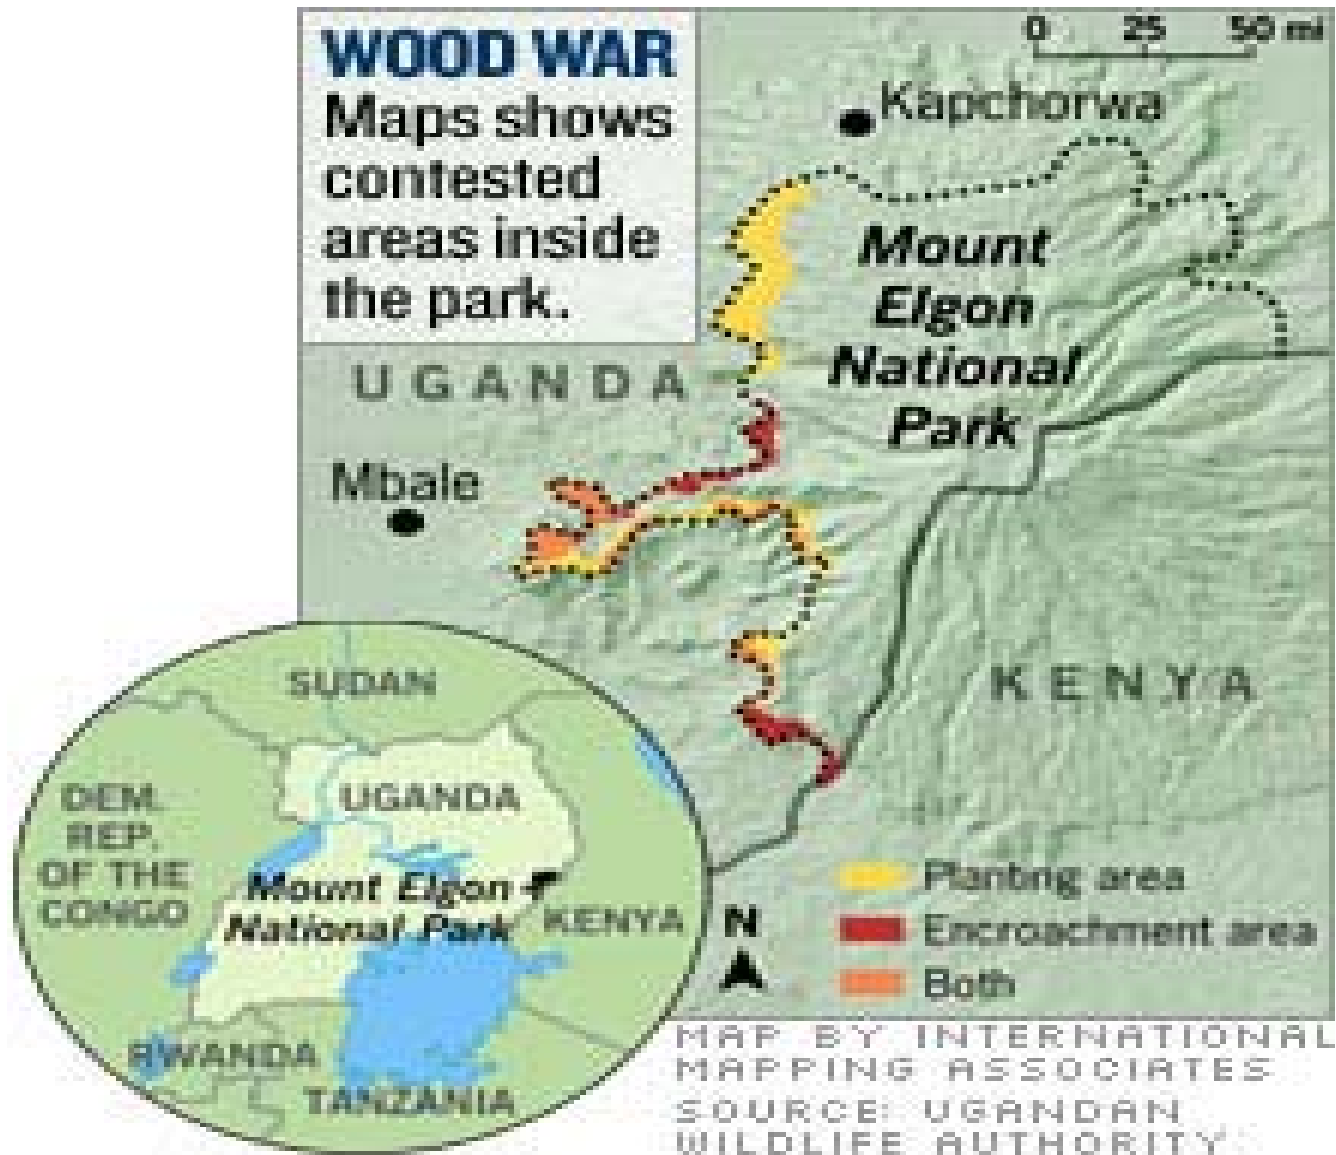 WOOD WAR
Maps shows
contested
areas inside
the park.
0 25 50 mi
Kapchorwa
Mount
Elgon
National
Park
UGANDA
Mbale
KENYA
SUDAN
UGANDA
DEM.
REP.
OF THE
CONGO
Mount Elgon
National Park
KENYA
RWANDA
TANZANIA
N
Planting area
Encroachment area
Both
MAP BY INTERNATIONAL
MAPPING ASSOCIATES
SOURCE: UGANDAN
WILDLIFE AUTHORITY